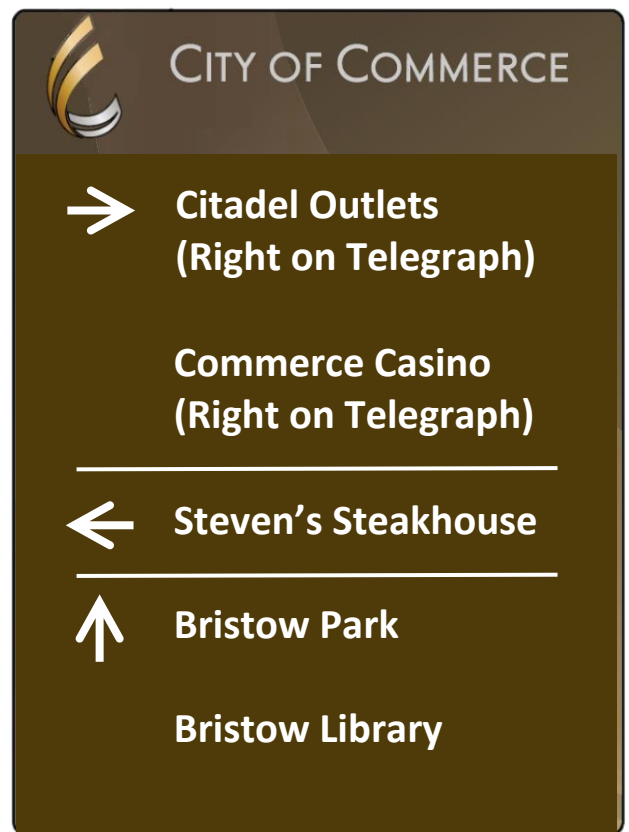 CITY OF COMMERCE
Citadel Outlets
(Right on Telegraph)
Commerce Casino
(Right on Telegraph)
Steven’s Steakhouse
Bristow Park
Bristow Library